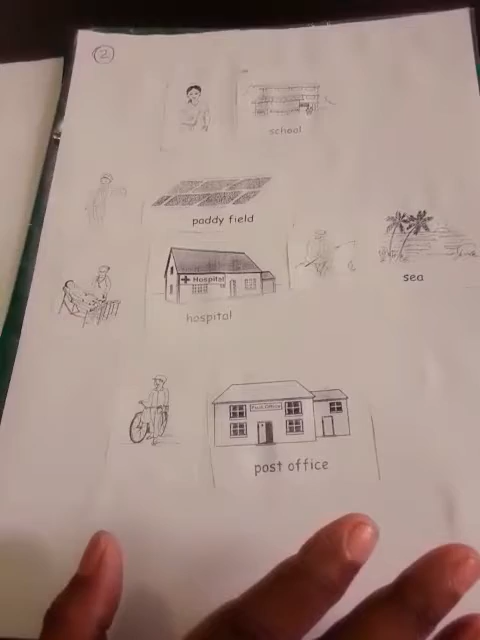 2
school
paddy field
Hospital
sea
hospital
Post Office
post office